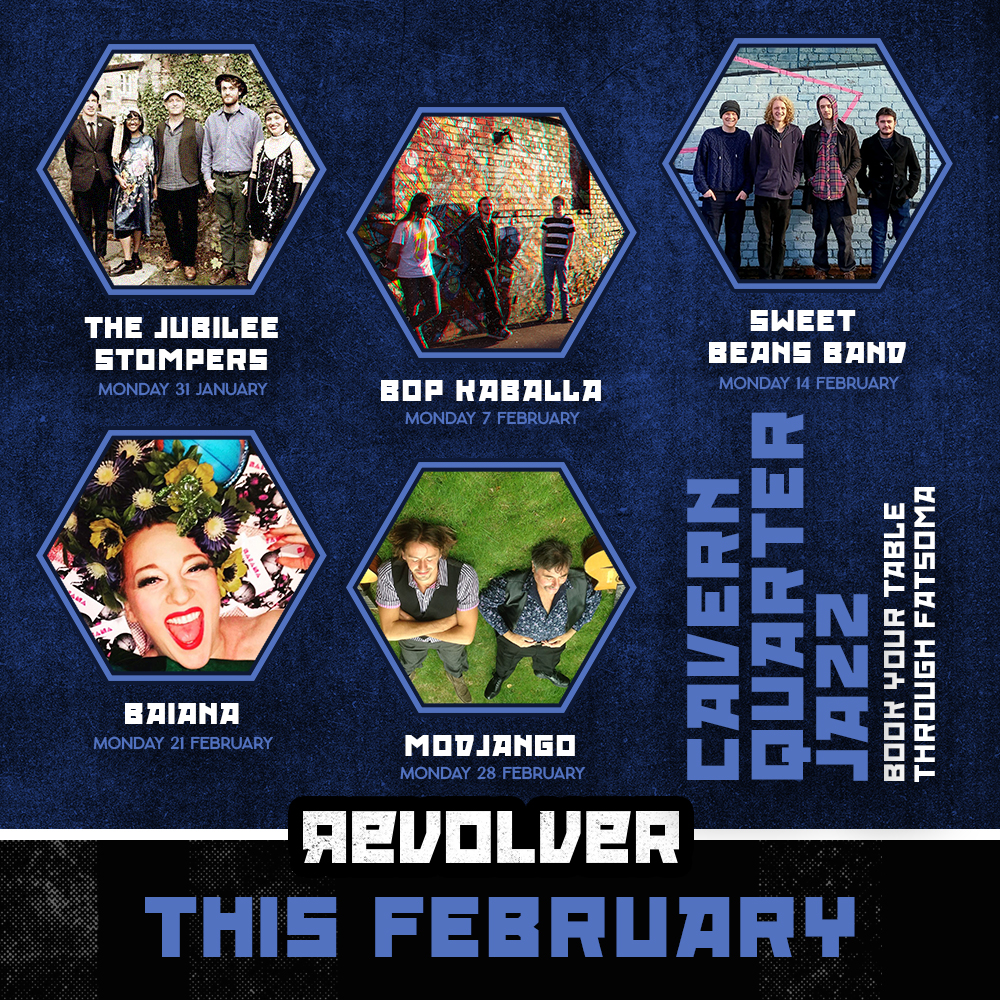 THE JUBILEE
STOMPERS
MONDAY 31 JANUARY
BOP KABALLA
MONDAY 7 FEBRUARY
SWEET
BEANS BAND
MONDAY 14 FEBRUARY
BAIANA
MONDAY 21 FEBRUARY
MODJANGO
MONDAY 28 FEBRUARY
CAVERN
QUARTER
JAZZ
BOOK YOUR TABLE
THROUGH FATSOMA
REVOLVER
THIS FEBRUARY